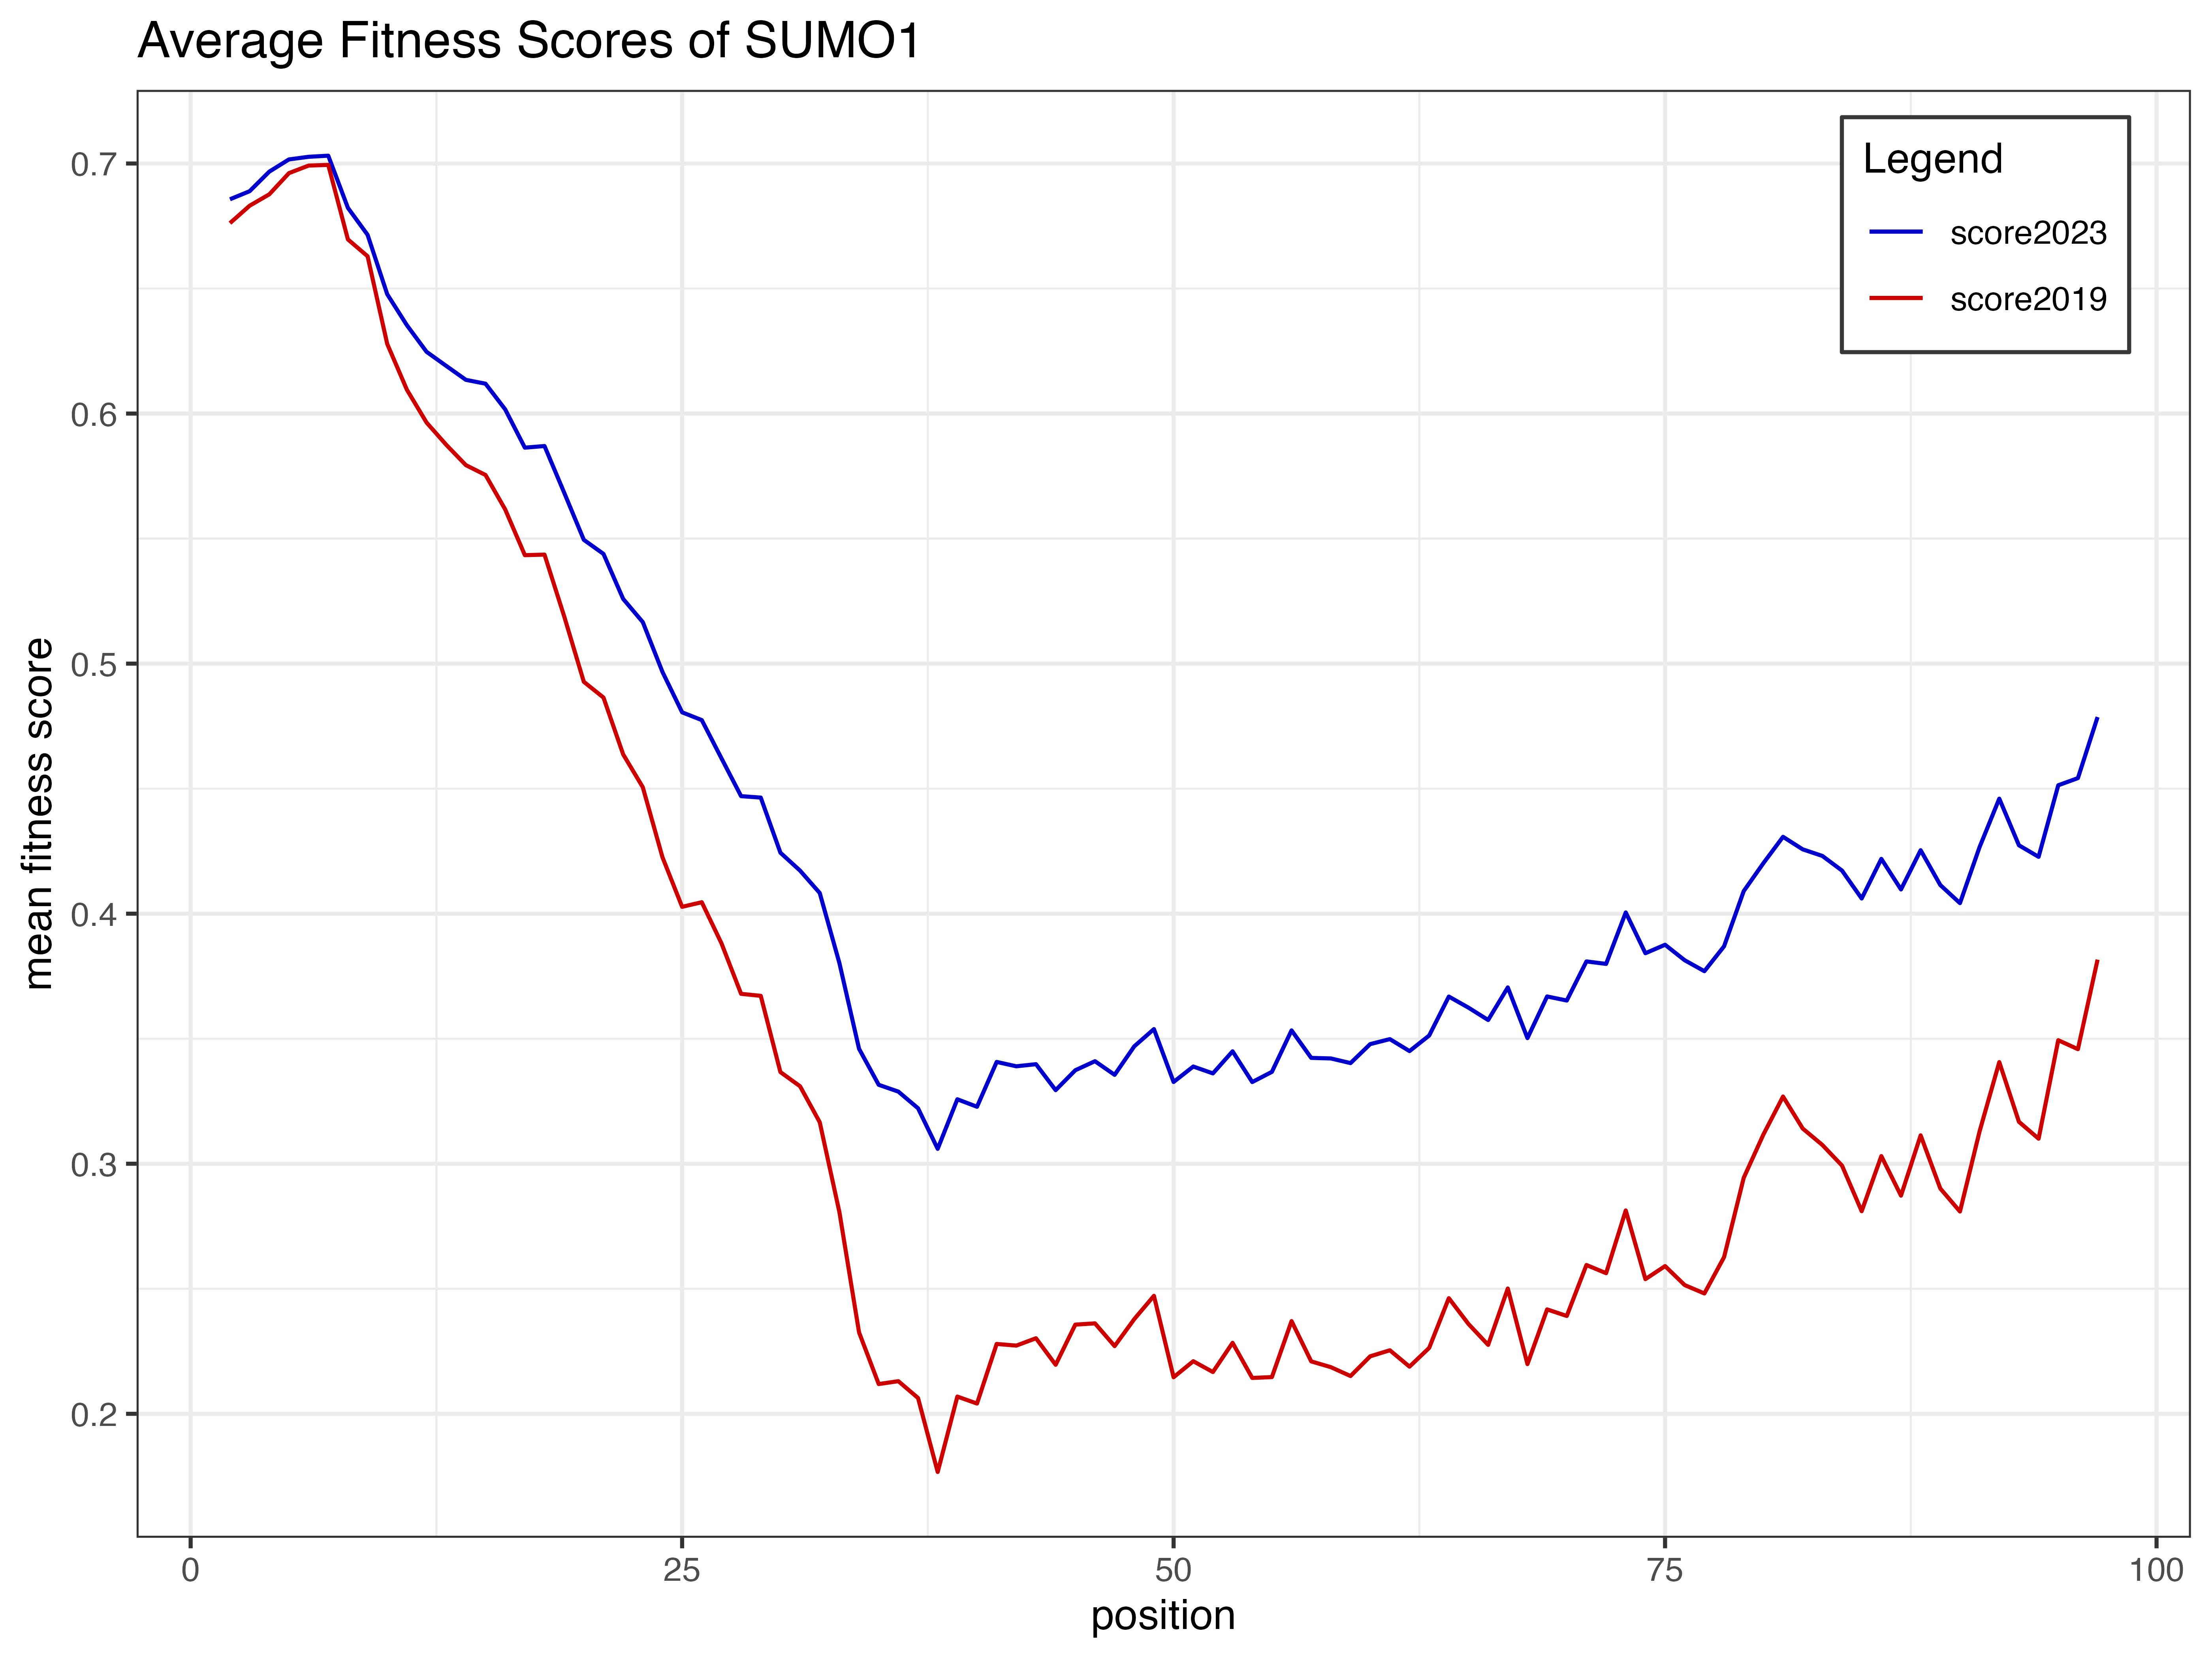 Average Fitness Scores of SUMO1
Legend
score2023
score2019
mean fitness score
0.7
0.6
0.5
0.4
0.3
0.2
0 25 50 75 100
position